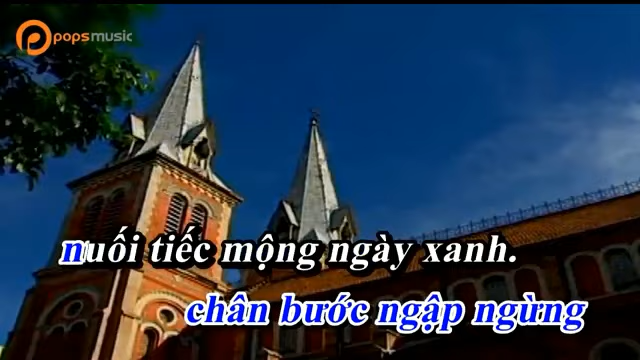 popsmusic
nuối tiếc mộng ngày xanh.
chân bước ngập ngừng